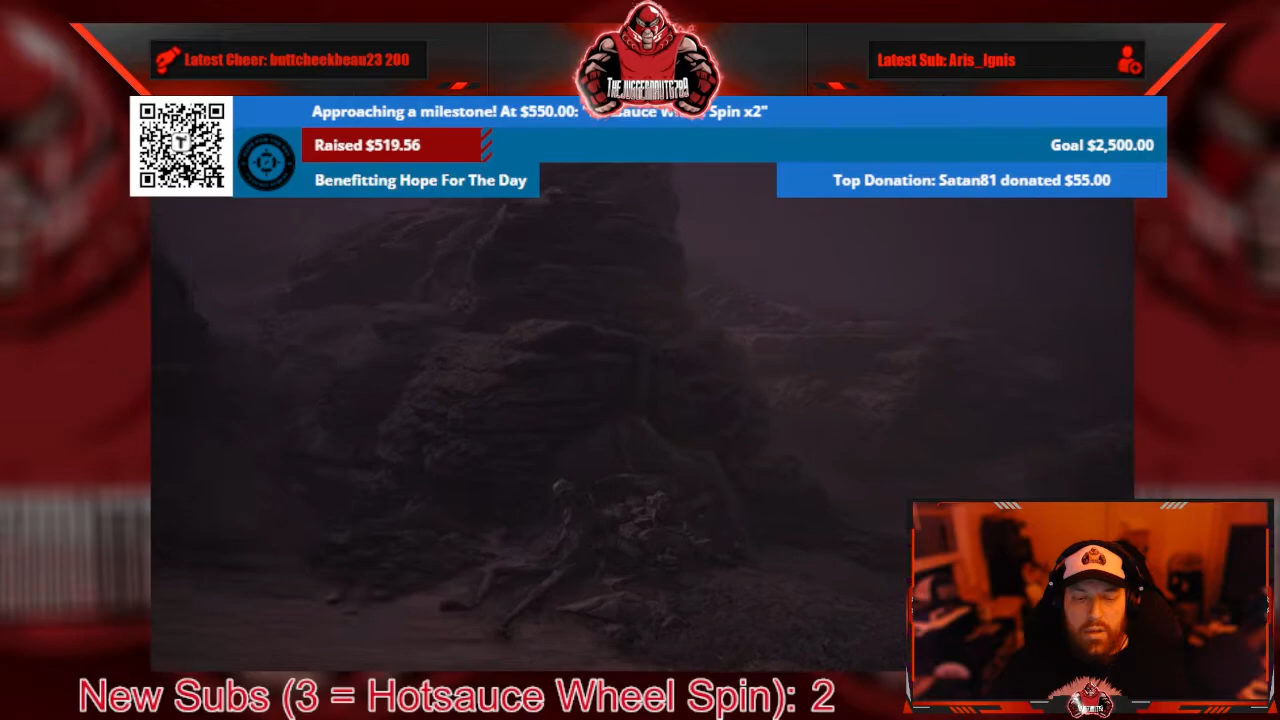 Latest Cheer: buttcheekbeau23 200
Latest Sub: Aris_Ignis
THEJUGGERNAUT6789
Approaching a milestone! At $550.00: " sauce Spin x2"
Raised $519.56
Goal $2,500.00
Benefitting Hope For The Day
Top Donation: Satan81 donated $55.00
New Subs (3 = Hotsauce Wheel Spin): 2